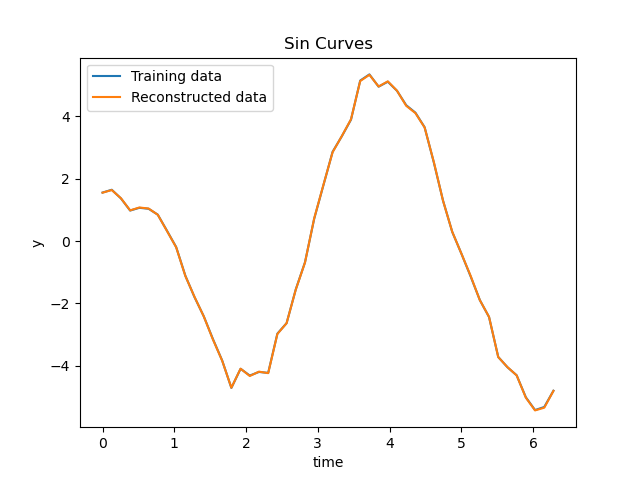 Sin Curves
Training data
Reconstructed data
4
2
0
−2
−4
y
0 1 2 3 4 5 6
time